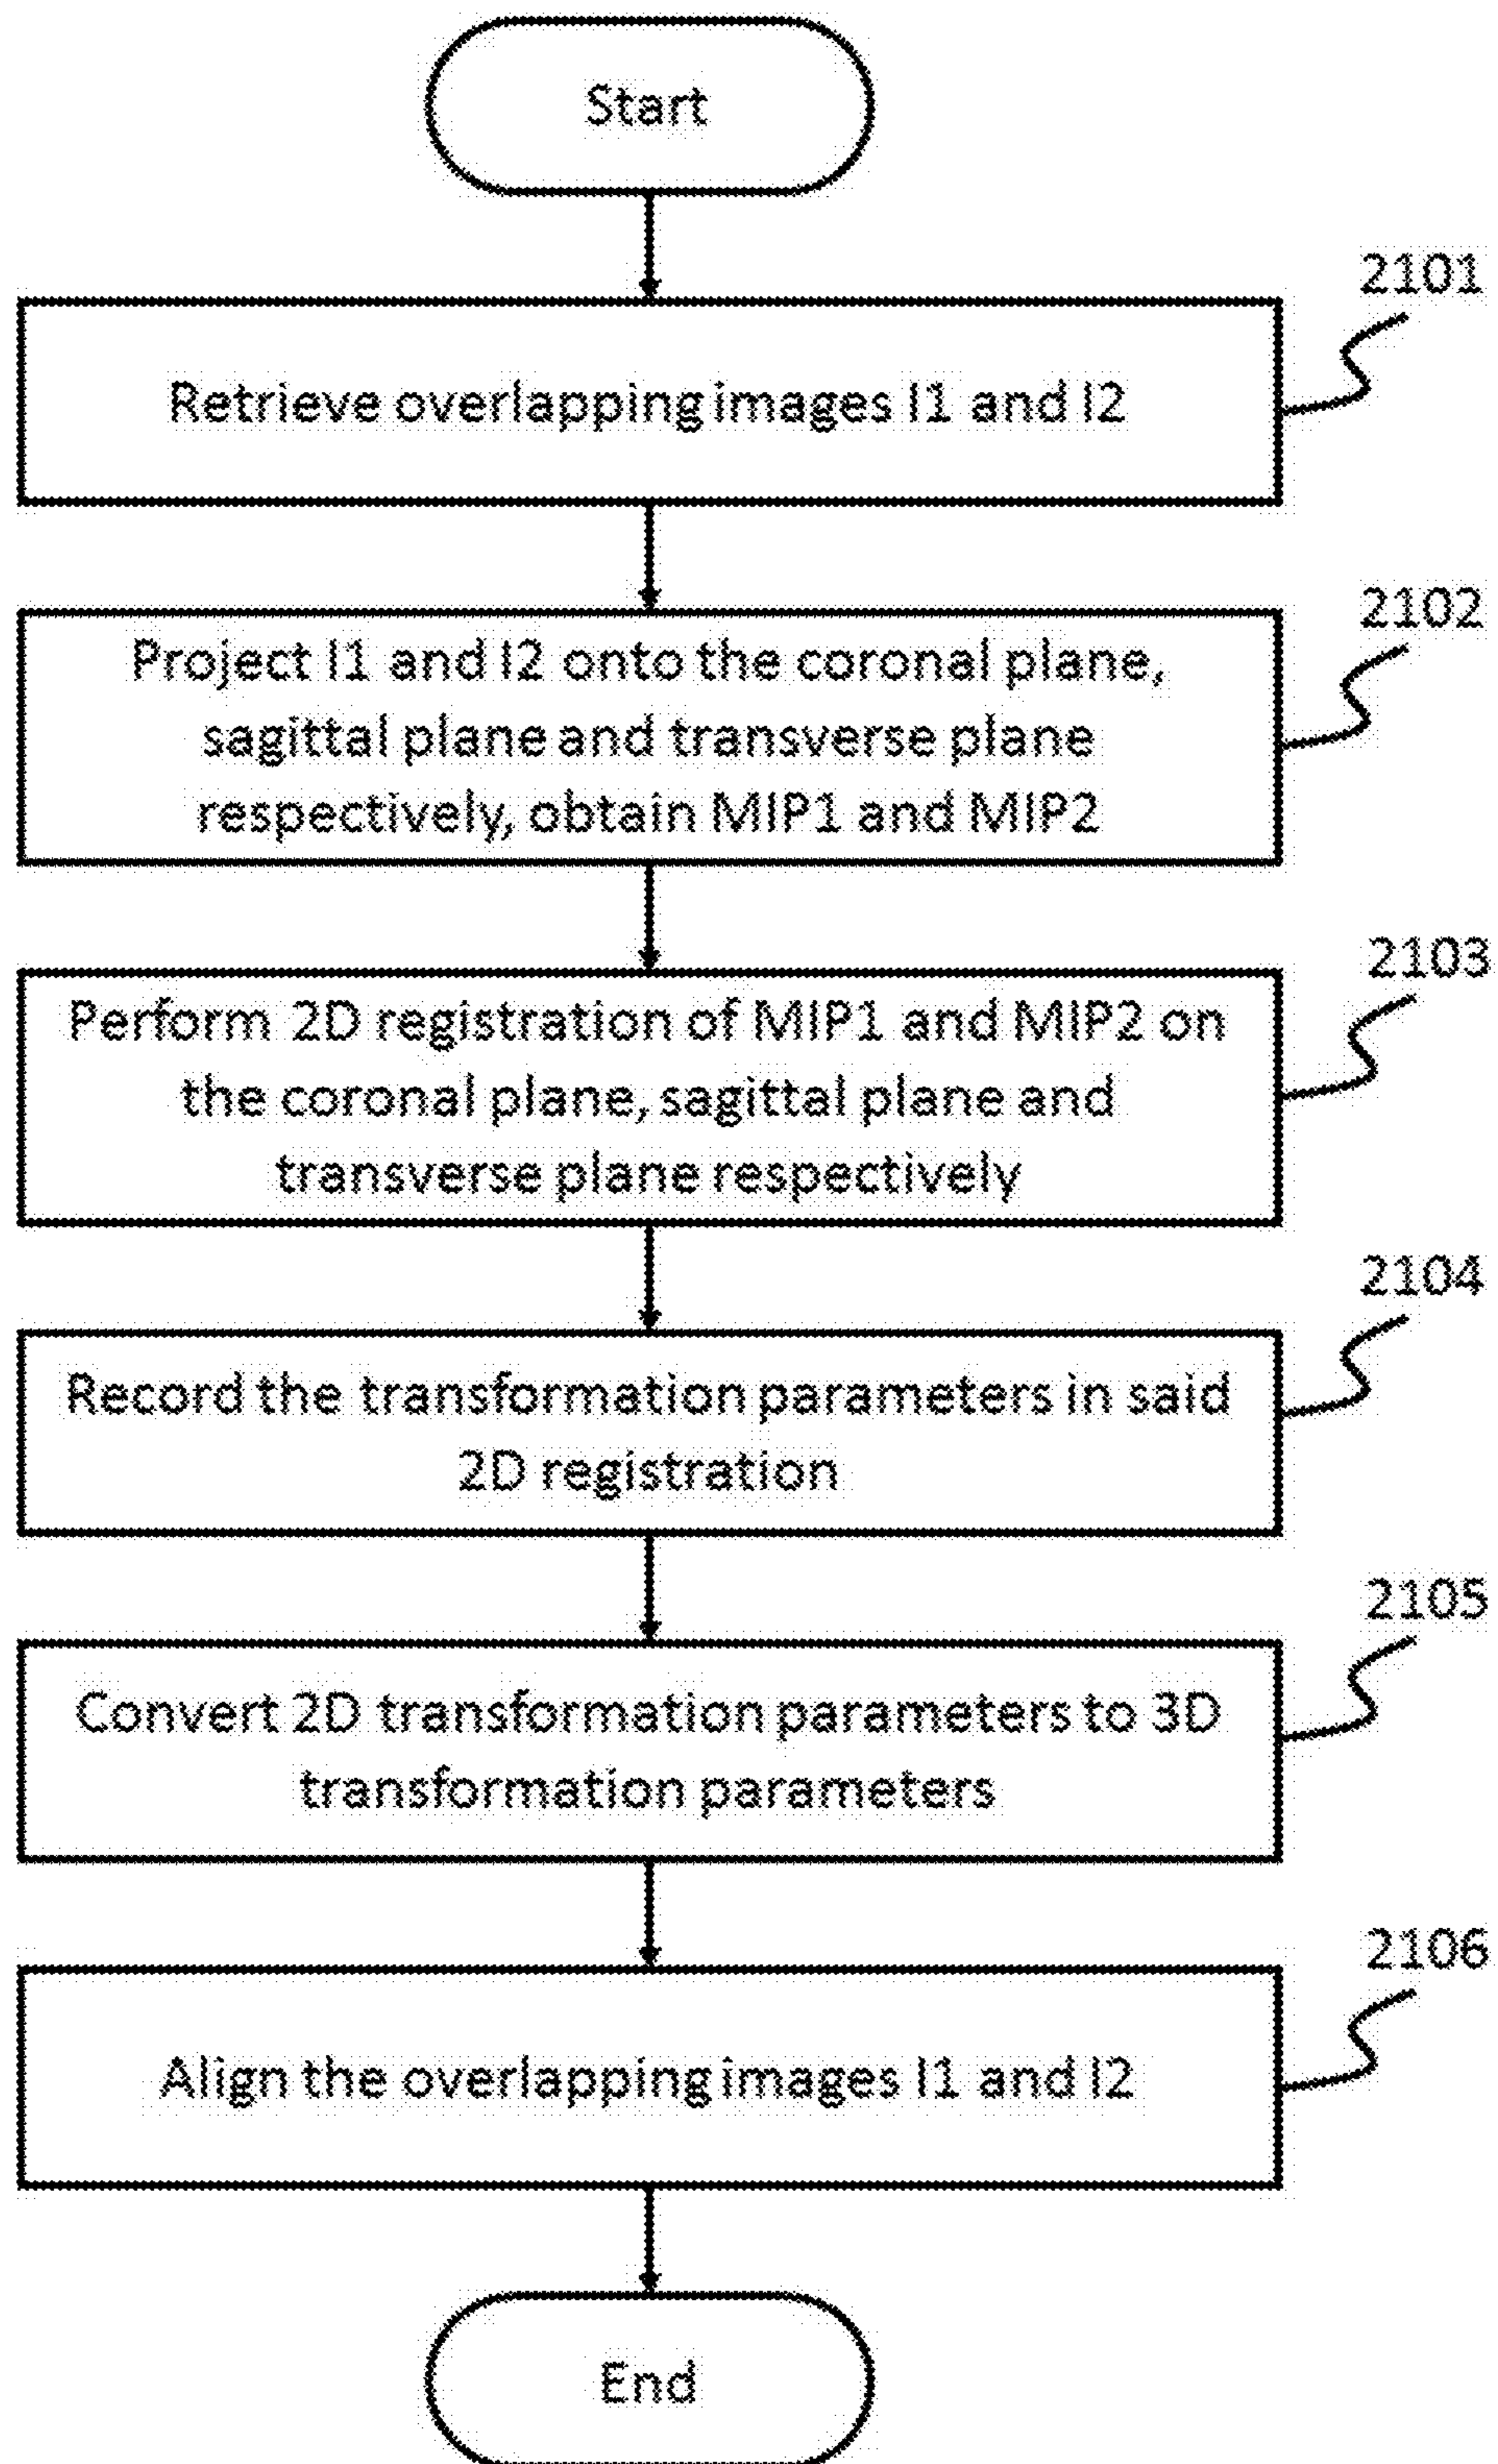 Start
2101
Retrieve overlapping images I1 and I2
2102
Project I1 and I2 onto the coronal plane,
sagittal plane and transverse plane
respectively, obtain MIP1 and MIP2
2103
Perform 2D registration of MIP1 and MIP2 on
the coronal plane, sagittal plane and
transverse plane respectively
2104
Record the transformation parameters in said
2D registration
2105
Convert 2D transformation parameters to 3D
transformation parameters
2106
Align the overlapping images I1 and I2
End